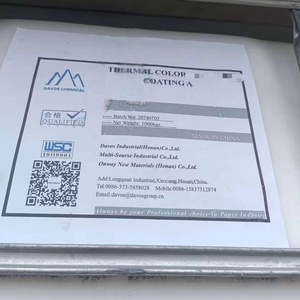 DAVOS CHEMICAL
THERMAL COLOR
COATING A
合格
QUALIFIED
Batch No: 20240702
Net Weight: 1000kgs
MADE IN CHINA
WSC
ISO9001
Davos Industrial(Henan)Co.,Ltd.
Multi-Sourse Industrial Co.,Ltd.
Onway New Materials (Henan) Co.,Ltd.
Add:Longquan Industrial,Xinxiang,Henan,China.
Tel:0086-373-5858028 Mobile:0086-15837312874
Email:davos@davosgroup.cn
Always be your Professional choice in Paper Industry